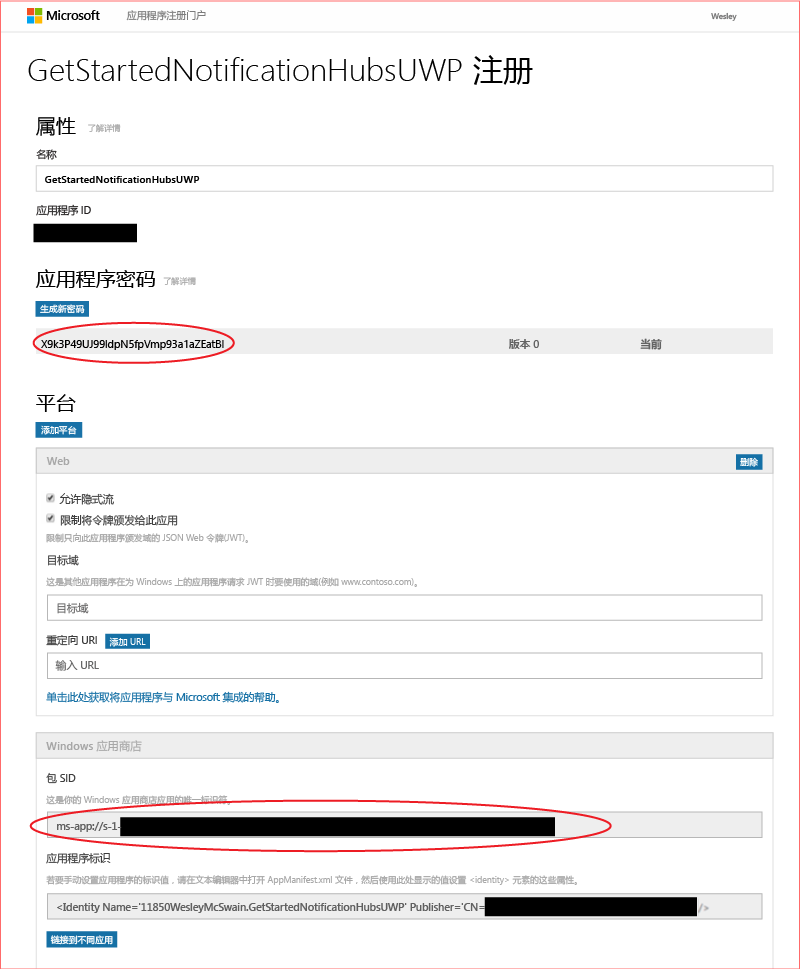 Microsoft 应用程序注册门户 Wesley
GetStartedNotificationHubsUWP 注册
属性 了解详情
名称
GetStartedNotificationHubsUWP
应用程序 ID
应用程序密码 了解详情
生成新密码
X9k3P49UJ99ldpN5fpVmp93a1aZEatBI 版本 0 当前
平台
添加平台
Web 删除
允许隐式流
限制将令牌颁发给此应用
限制只向此应用程序颁发域的 JSON Web 令牌(JWT)。
目标域
这是其他应用程序在为 Windows 上的应用程序请求 JWT 时要使用的域(例如 www.contoso.com)。
目标域
重定向 URI 添加 URL
输入 URL
单击此处获取将应用程序与 Microsoft 集成的帮助。
Windows 应用商店
包 SID
这是你的 Windows 应用商店应用的唯一标识符。
ms-app://s-1-
应用程序标识
若要手动设置应用程序的标识值，请在文本编辑器中打开 AppManifest.xml 文件，然后使用此处显示的值设置 <identity> 元素的这些属性。
<Identity Name='11850WesleyMcSwain.GetStartedNotificationHubsUWP' Publisher='CN= />
链接到不同应用